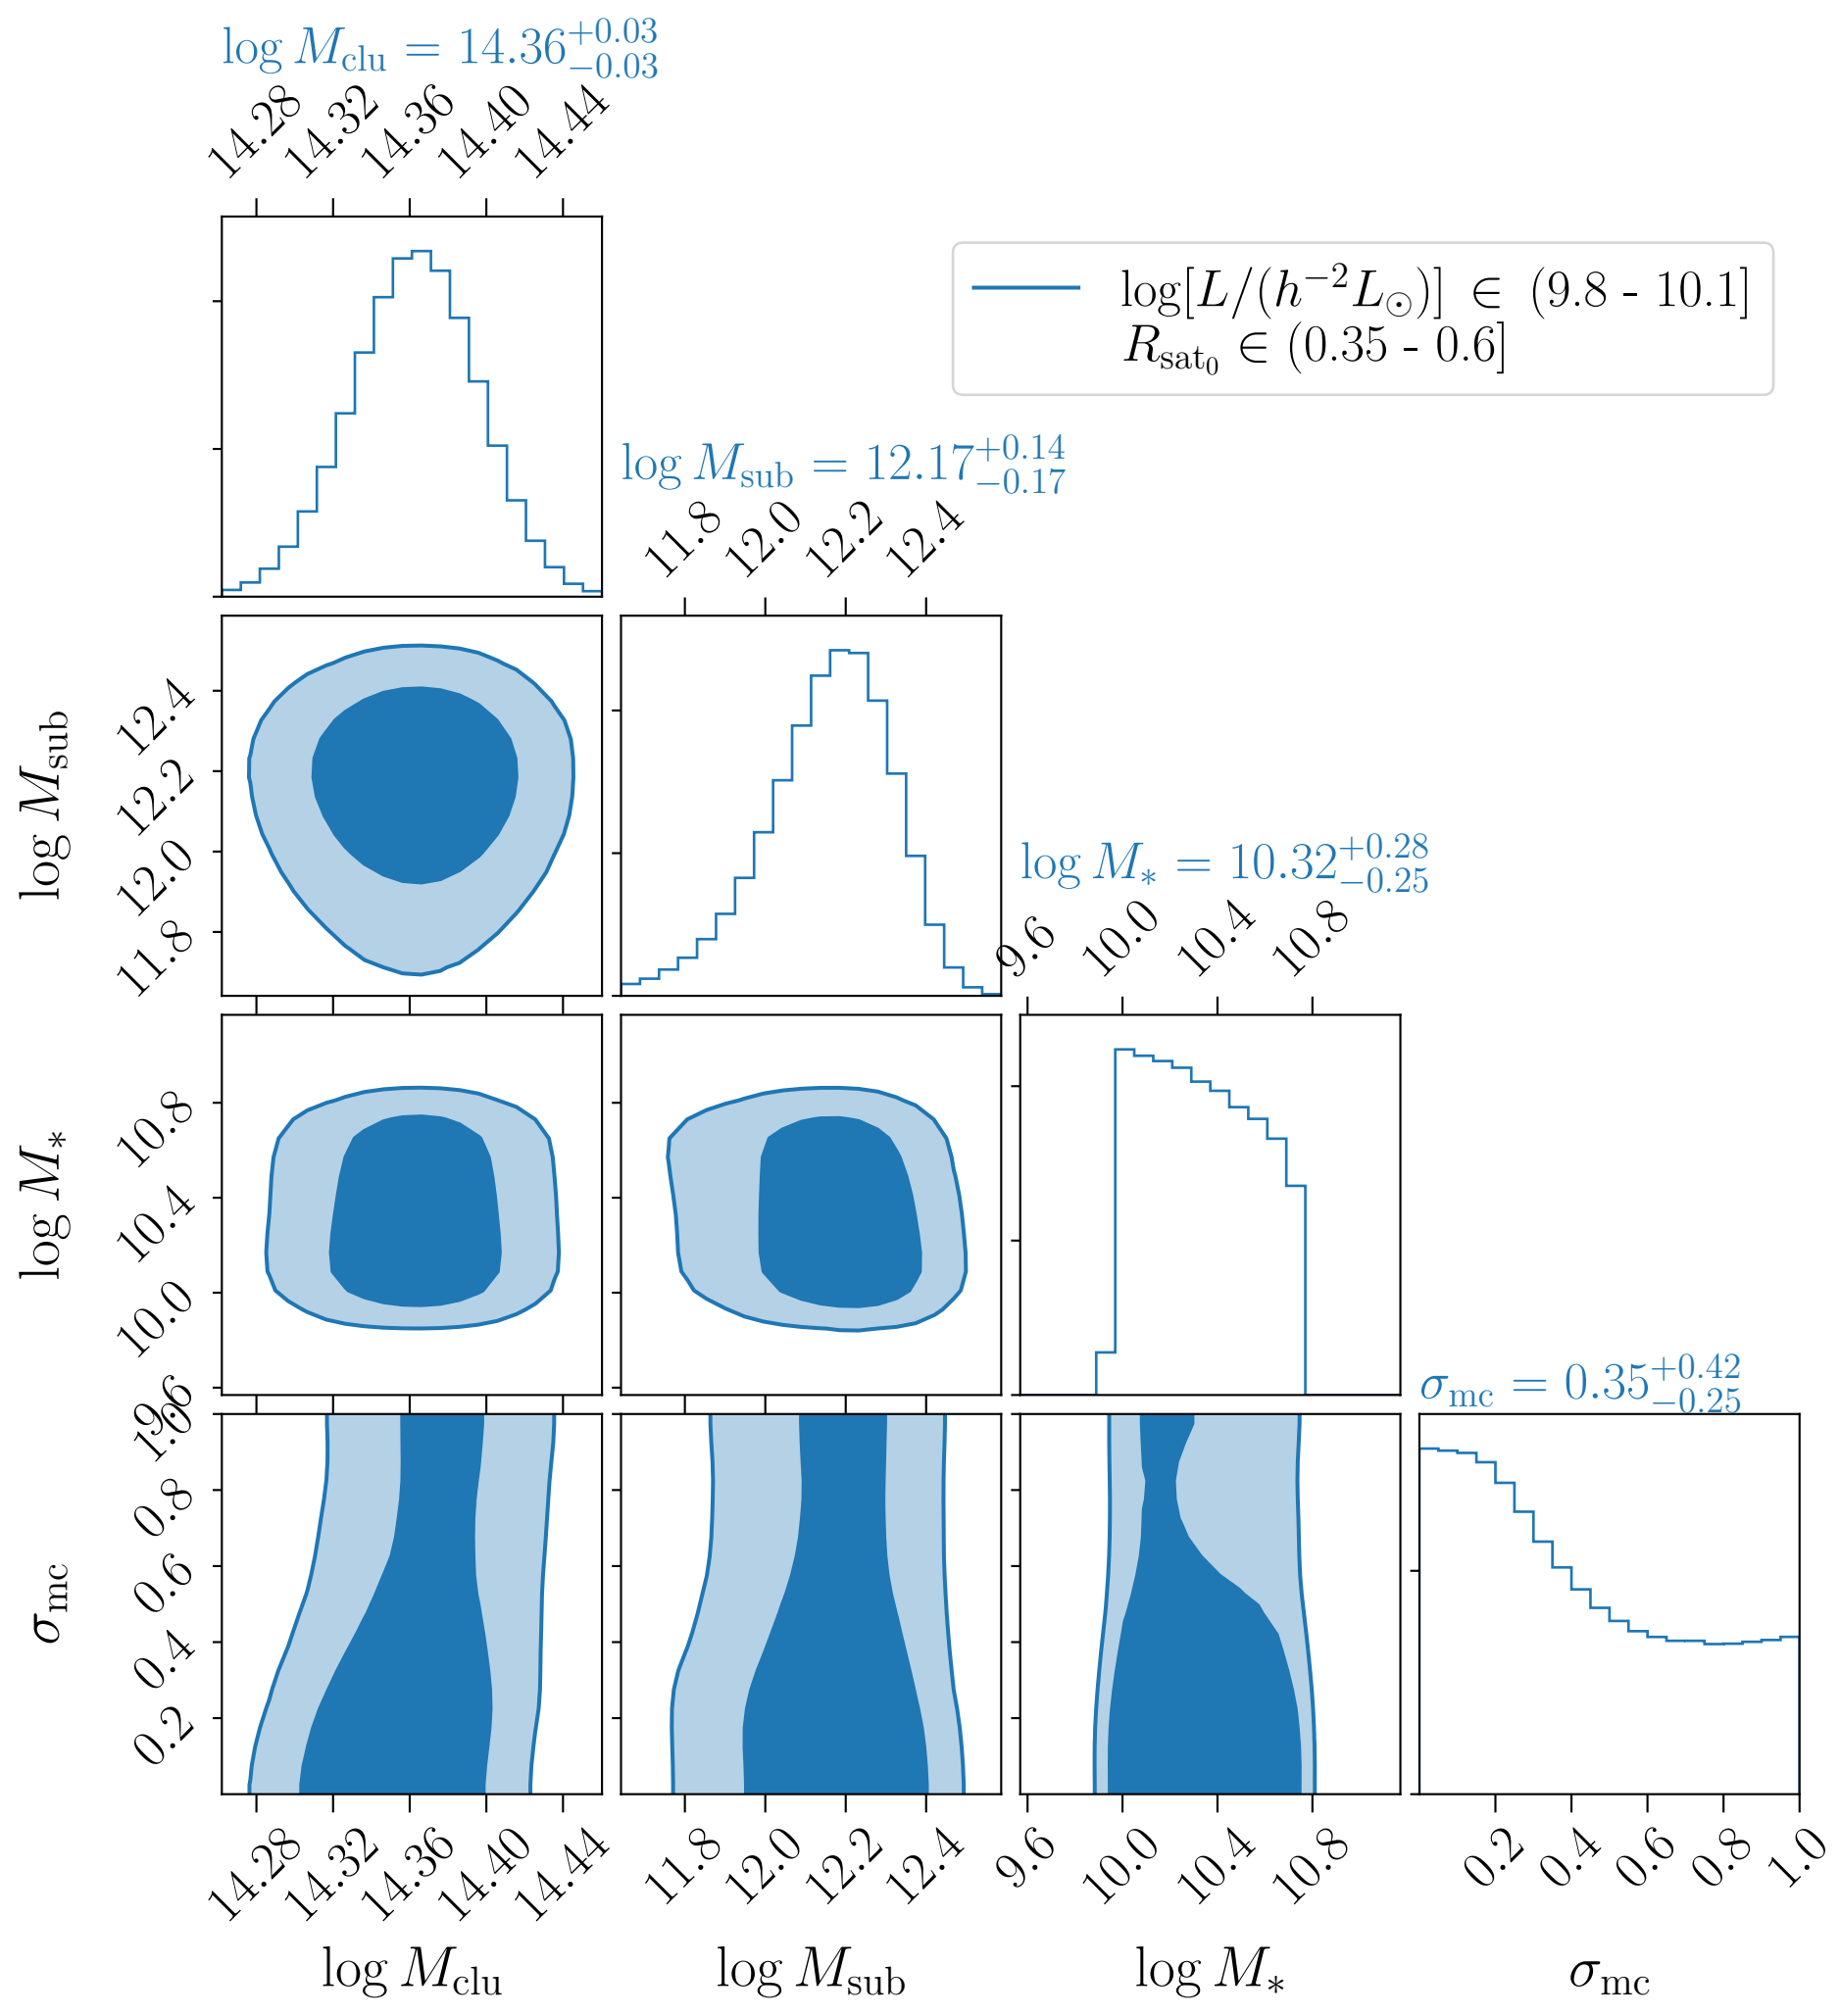 log M_clu = 14.36^{+0.03}_{-0.03}
14.28 14.32 14.36 14.40 14.44
log[L/(h^{-2}L_⊙)] ∈ (9.8 - 10.1]
R_{sat_0} ∈ (0.35 - 0.6]
log M_sub = 12.17^{+0.14}_{-0.17}
11.8 12.0 12.2 12.4
log M_sub
12.4
12.2
12.0
11.8
log M_* = 10.32^{+0.28}_{-0.25}
9.6 10.0 10.4 10.8
log M_*
10.8
10.4
10.0
9.6
σ_mc = 0.35^{+0.42}_{-0.25}
σ_mc
1.0
0.8
0.6
0.4
0.2
14.28 14.32 14.36 14.40 14.44 11.8 12.0 12.2 12.4 9.6 10.0 10.4 10.8 0.2 0.4 0.6 0.8 1.0
log M_clu log M_sub log M_* σ_mc